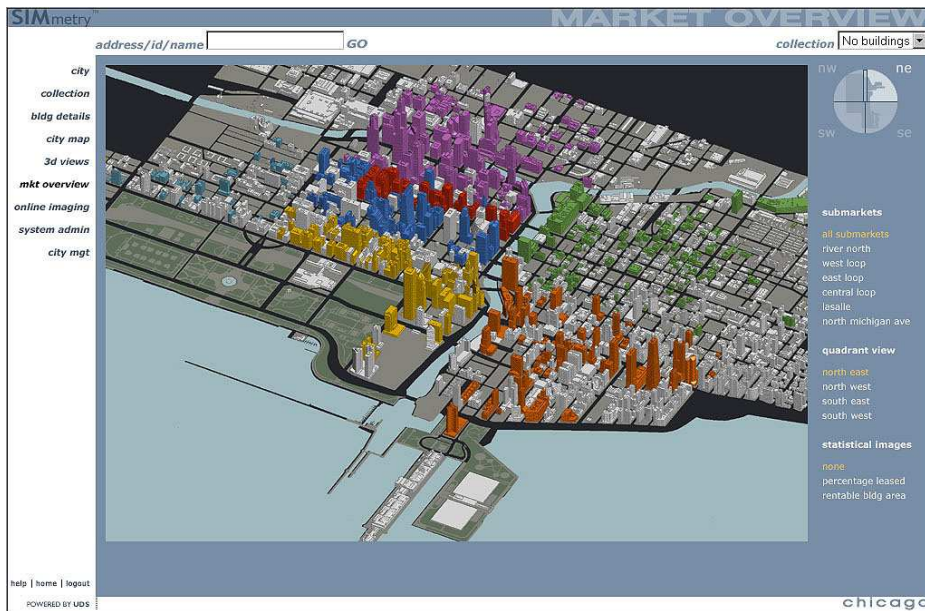 SIMmetry™
MARKET OVERVIEW
address/id/name GO
collection No buildings
city
collection
bldg details
city map
3d views
mkt overview
online imaging
system admin
city mgt
nw ne
sw se
submarkets
all submarkets
river north
west loop
east loop
central loop
lasalle
north michigan ave
quadrant view
north east
north west
south east
south west
statistical images
none
percentage leased
rentable bldg area
help | home | logout
POWERED BY UDS
chicago